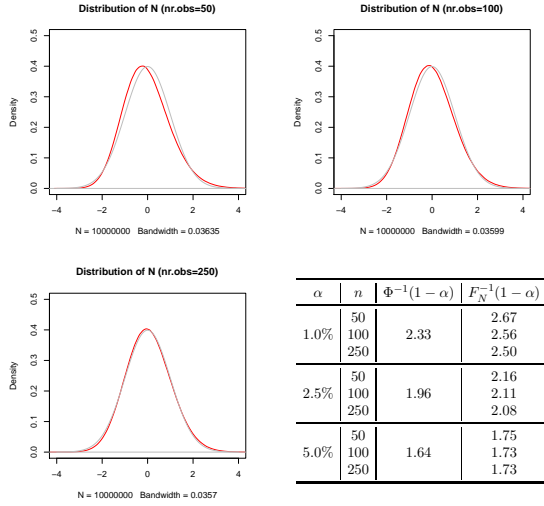 Distribution of N (nr.obs=50)
Density
0.0 0.1 0.2 0.3 0.4 0.5
−4 −2 0 2 4
N = 10000000 Bandwidth = 0.03635
Distribution of N (nr.obs=100)
Density
0.0 0.1 0.2 0.3 0.4 0.5
−4 −2 0 2 4
N = 10000000 Bandwidth = 0.03599
Distribution of N (nr.obs=250)
Density
0.0 0.1 0.2 0.3 0.4 0.5
−4 −2 0 2 4
N = 10000000 Bandwidth = 0.0357
α n Φ⁻¹(1 − α) F_N⁻¹(1 − α)
50 2.67
1.0% 100 2.33 2.56
250 2.50
50 2.16
2.5% 100 1.96 2.11
250 2.08
50 1.75
5.0% 100 1.64 1.73
250 1.73